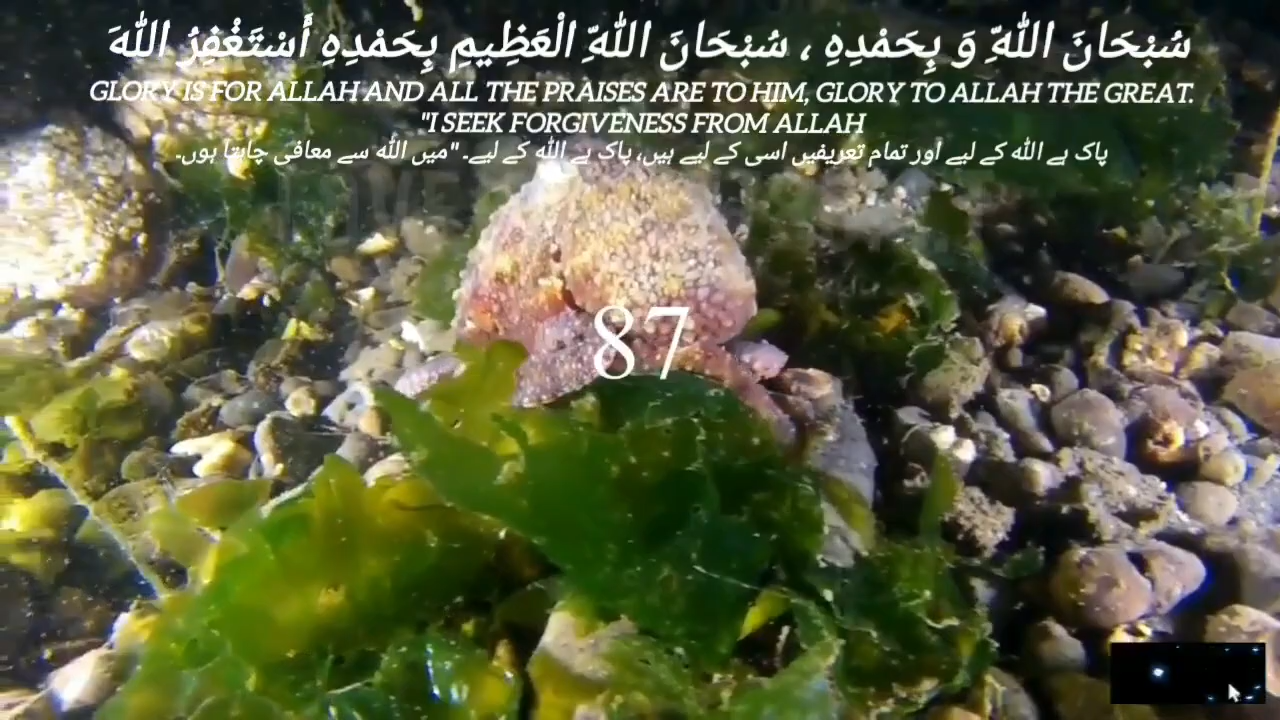 سُبْحَانَ اللّٰهِ وَ بِحَمْدِهِ ، سُبْحَانَ اللّٰهِ الْعَظِيمِ بِحَمْدِهِ أَسْتَغْفِرُ اللّٰهَ
GLORY IS FOR ALLAH AND ALL THE PRAISES ARE TO HIM, GLORY TO ALLAH THE GREAT.
"I SEEK FORGIVENESS FROM ALLAH
پاک ہے اللہ کے لیے اور تمام تعریفیں اسی کے لیے ہیں، پاک ہے اللہ کے لیے۔ "میں اللہ سے معافی چاہتا ہوں۔
87